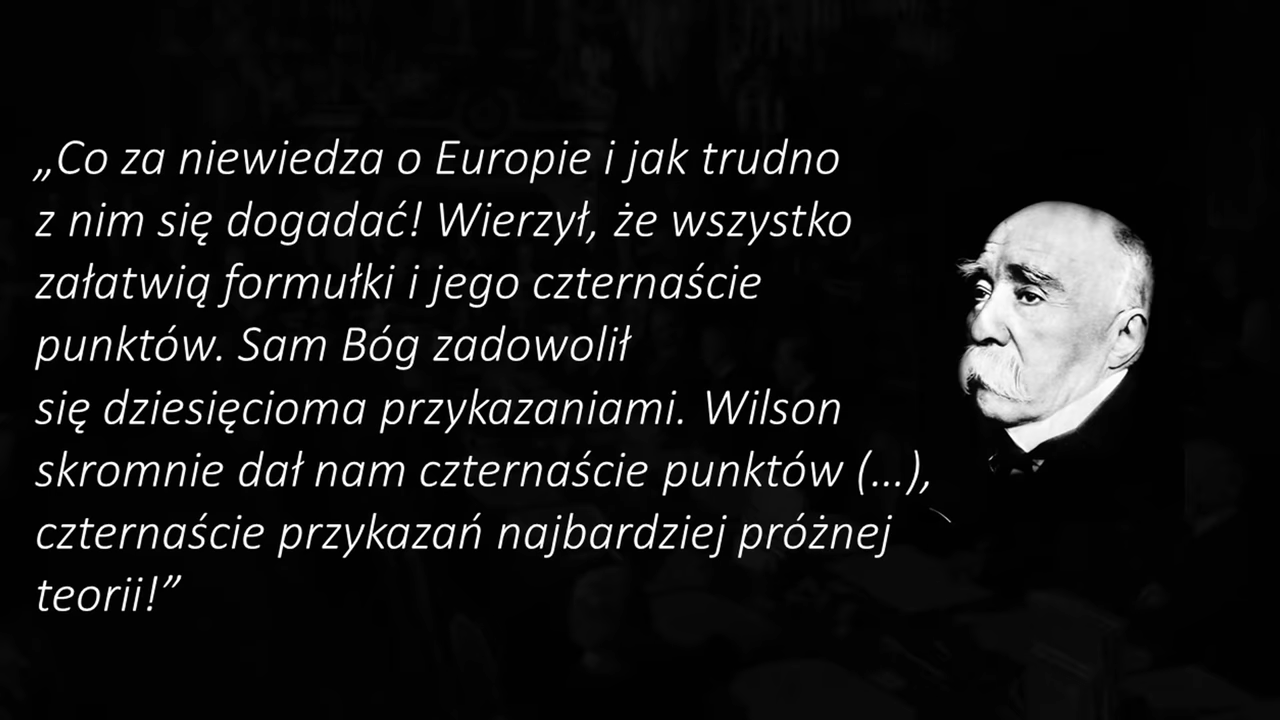 „Co za niewiedza o Europie i jak trudno
z nim się dogadać! Wierzył, że wszystko
załatwią formułki i jego czternaście
punktów. Sam Bóg zadowolił
się dziesięcioma przykazaniami. Wilson
skromnie dał nam czternaście punktów (…),
czternaście przykazań najbardziej próżnej
teorii!”